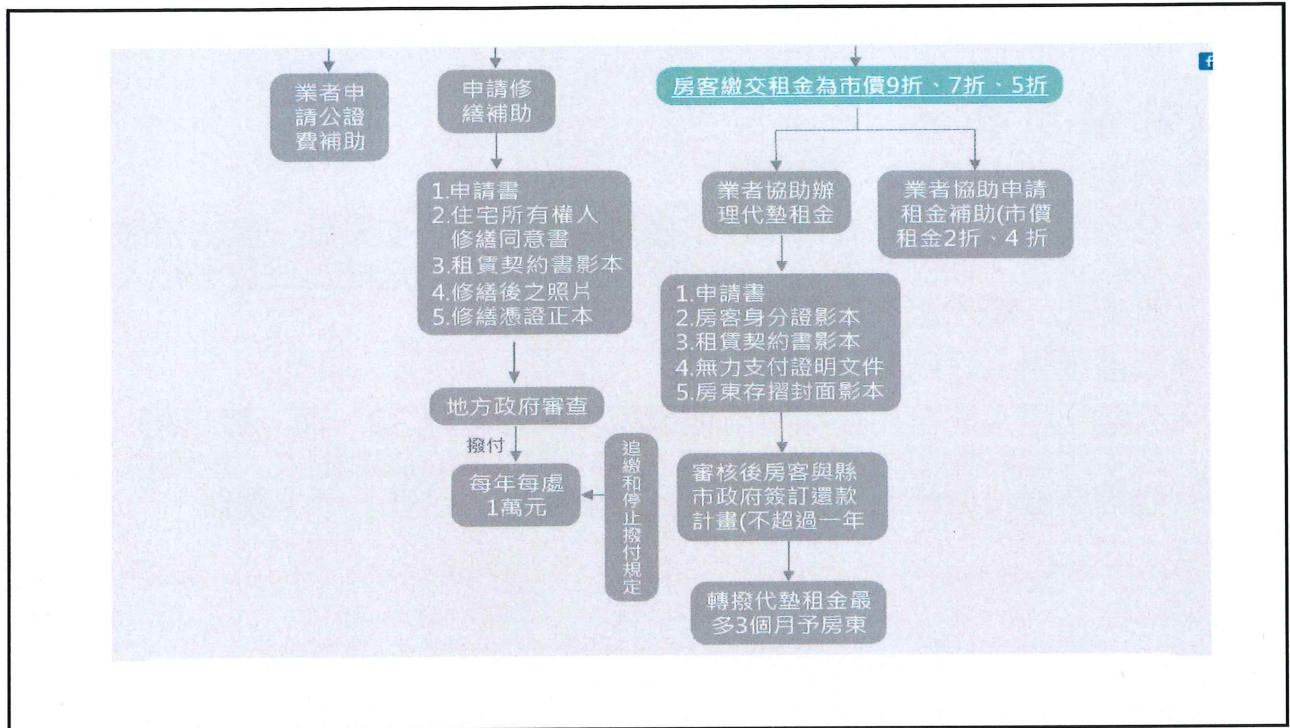 業者申
請公證
費補助
申請修
繕補助
1.申請書
2.住宅所有權人
修繕同意書
3.租賃契約書影本
4.修繕後之照片
5.修繕憑證正本
地方政府審查
撥付
每年每處
1萬元
追繳和停止撥付規定
房客繳交租金為市價9折、7折、5折
業者協助辦
理代墊租金
1.申請書
2.房客身分證影本
3.租賃契約書影本
4.無力支付證明文件
5.房東存摺封面影本
審核後房客與縣
市政府簽訂還款
計畫(不超過一年
轉撥代墊租金最
多3個月予房東
業者協助申請
租金補助(市價
租金2折、4 折
f